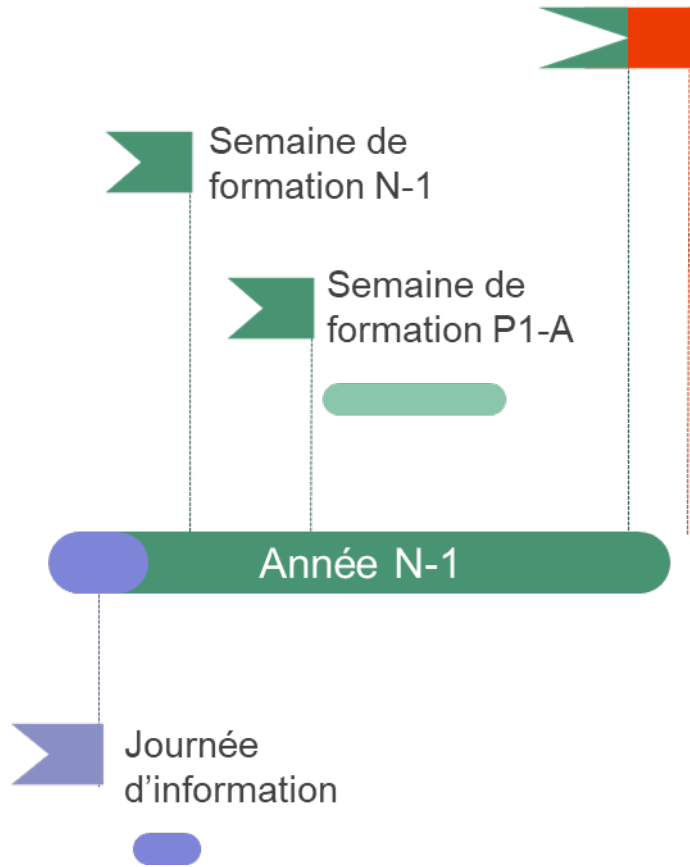 Semaine de
formation N-1
Semaine de
formation P1-A
Année N-1
Journée
d’information